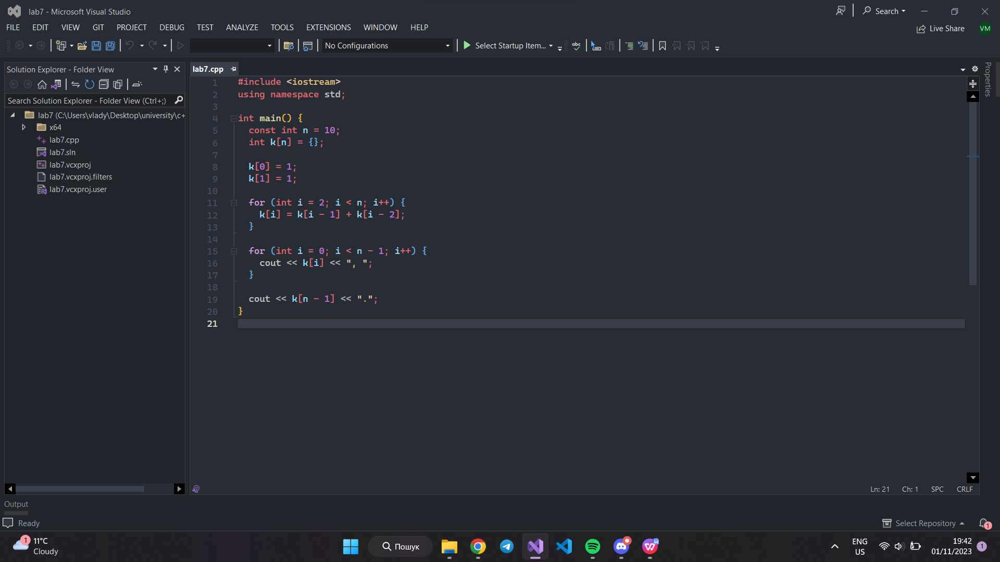 lab7 - Microsoft Visual Studio
Search
FILE EDIT VIEW GIT PROJECT DEBUG TEST ANALYZE TOOLS EXTENSIONS WINDOW HELP
Live Share
VM
No Configurations
Select Startup Item...
abc
Solution Explorer - Folder View
Search Solution Explorer - Folder View (Ctrl+;)
lab7 (C:\Users\vlady\Desktop\university\c+
x64
lab7.cpp
lab7.sln
lab7.vcxproj
lab7.vcxproj.filters
lab7.vcxproj.user
lab7.cpp
Properties
1 #include <iostream>
2 using namespace std;
3
4 int main() {
5 const int n = 10;
6 int k[n] = {};
7
8 k[0] = 1;
9 k[1] = 1;
10
11 for (int i = 2; i < n; i++) {
12 k[i] = k[i - 1] + k[i - 2];
13 }
14
15 for (int i = 0; i < n - 1; i++) {
16 cout << k[i] << ", ";
17 }
18
19 cout << k[n - 1] << ".";
20 }
21
Ln: 21 Ch: 1 SPC CRLF
Output
Ready
Select Repository
1
1
11°C
Cloudy
Пошук
ENG
US
19:42
01/11/2023
1